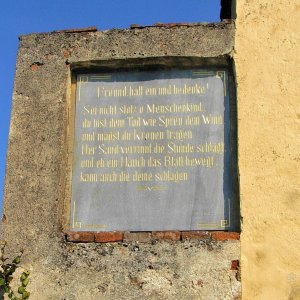 Freund halt ein und bedenke!
Sei nicht stolz o Menschenkind,
du bist dem Tod wie Spreu dem Wind
und magst du Kronen tragen.
Der Sand verrinnt die Stunde schlägt,
und eh' ein Hauch das Blatt bewegt,
kann auch die deine schlagen